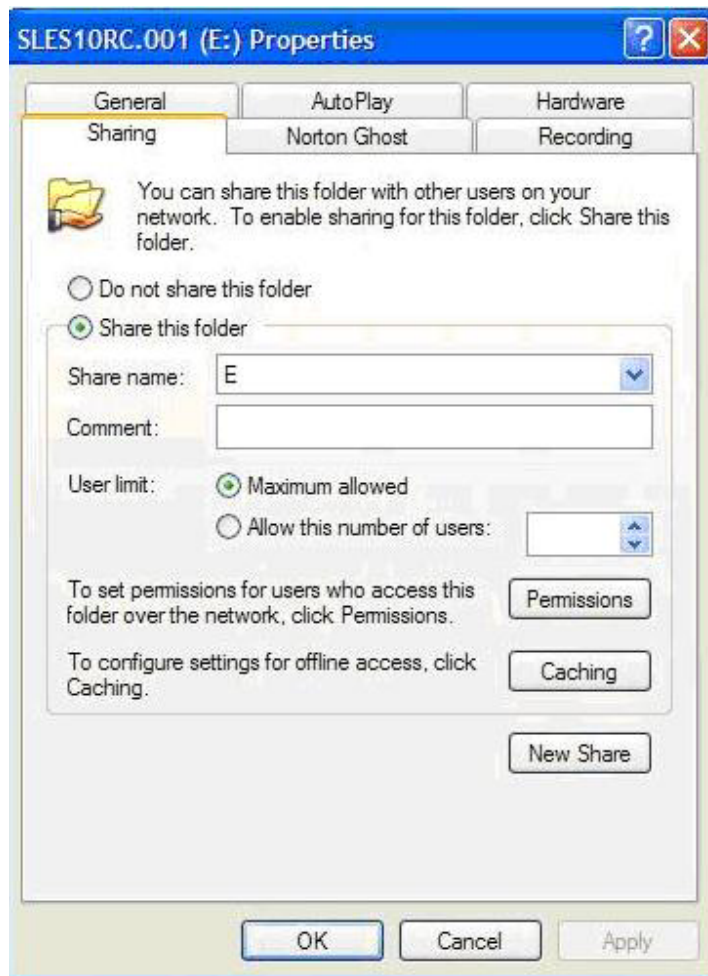 SLES10RC.001 (E:) Properties
?
General AutoPlay Hardware
Sharing Norton Ghost Recording
You can share this folder with other users on your
network. To enable sharing for this folder, click Share this
folder.
Do not share this folder
Share this folder
Share name: E
Comment:
User limit: Maximum allowed
Allow this number of users:
To set permissions for users who access this
folder over the network, click Permissions.
Permissions
To configure settings for offline access, click
Caching.
Caching
New Share
OK Cancel Apply